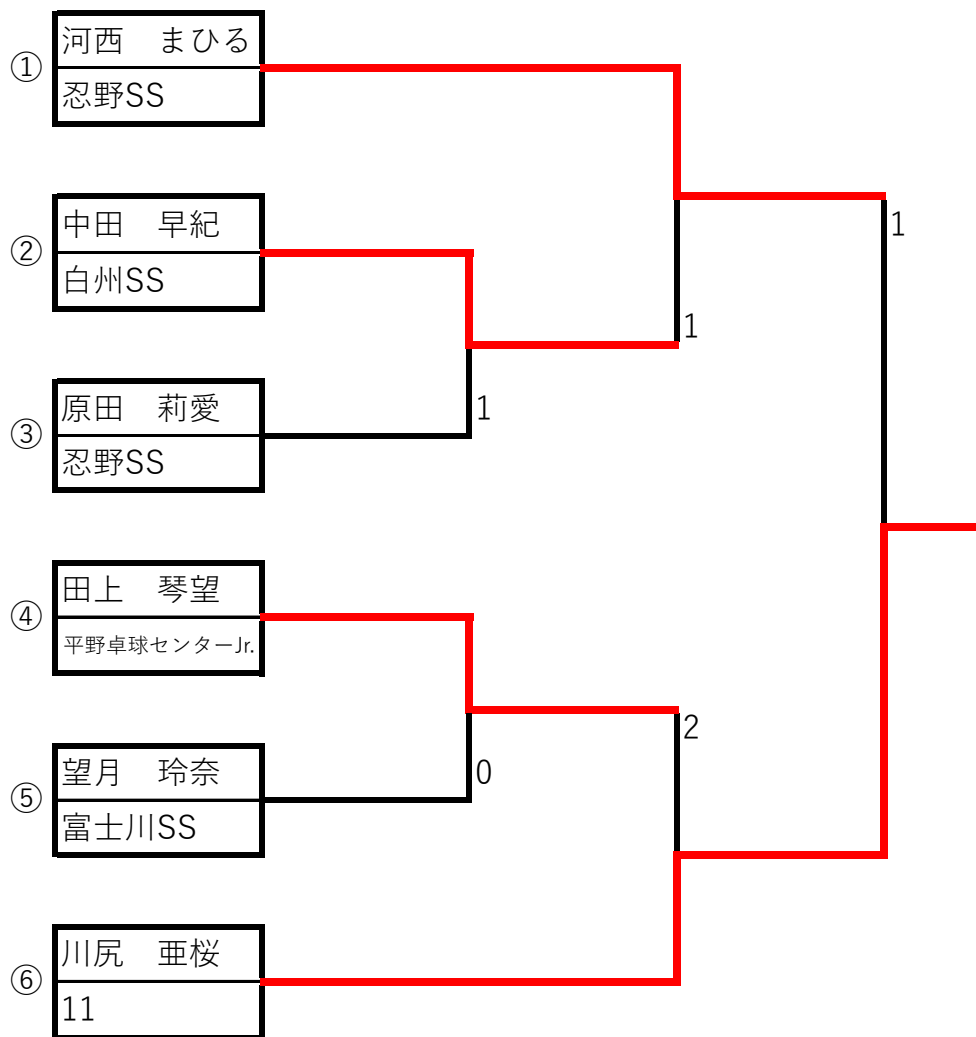 ①
河西　まひる
忍野SS
②
中田　早紀
白州SS
1
1
③
原田　莉愛
忍野SS
1
④
田上　琴望
平野卓球センターJr.
2
⑤
望月　玲奈
富士川SS
0
⑥
川尻　亜桜
11